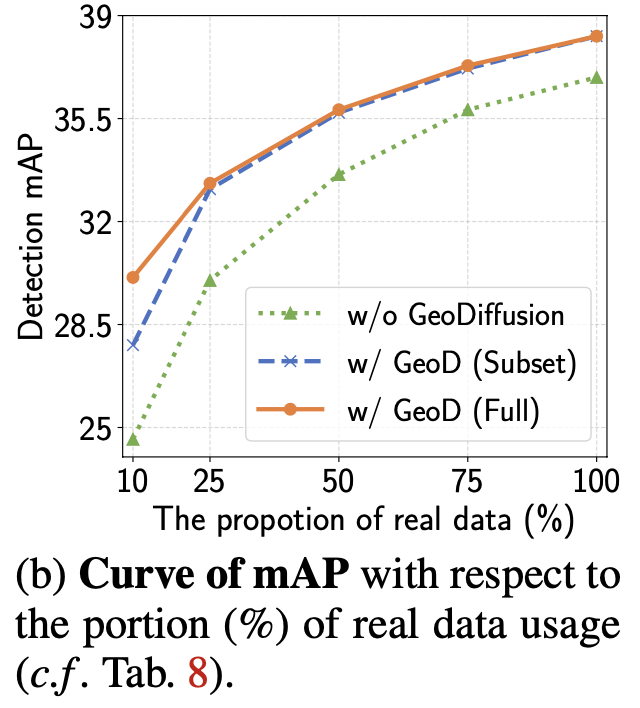 39
35.5
32
28.5
25
Detection mAP
w/o GeoDiffusion
w/ GeoD (Subset)
w/ GeoD (Full)
10 25 50 75 100
The propotion of real data (%)
(b) Curve of mAP with respect to
the portion (%) of real data usage
(c.f. Tab. 8).